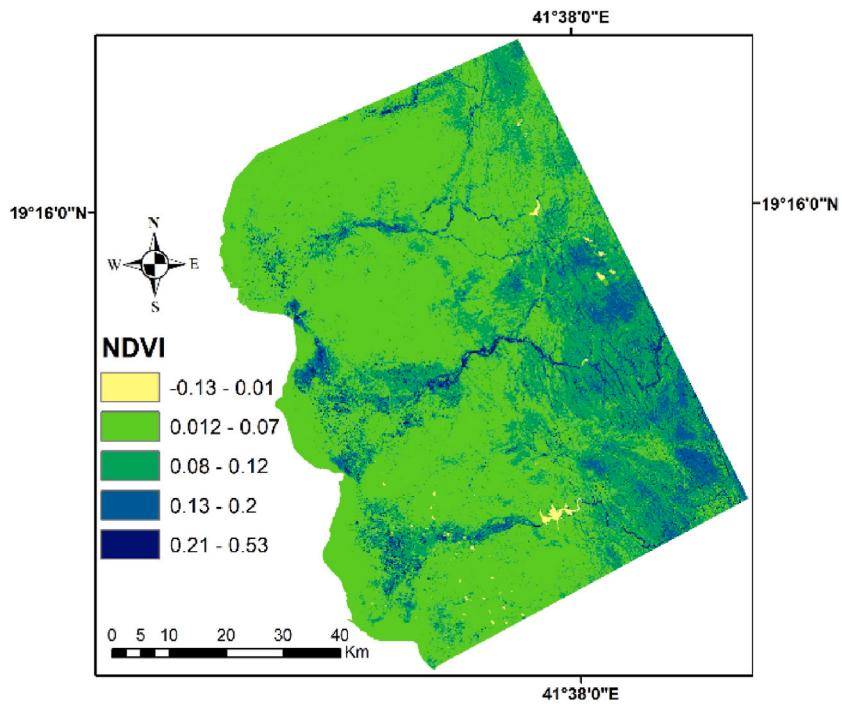 41°38'0"E
19°16'0"N
19°16'0"N
N
W E
S
NDVI
-0.13 - 0.01
0.012 - 0.07
0.08 - 0.12
0.13 - 0.2
0.21 - 0.53
0 5 10 20 30 40
Km
41°38'0"E